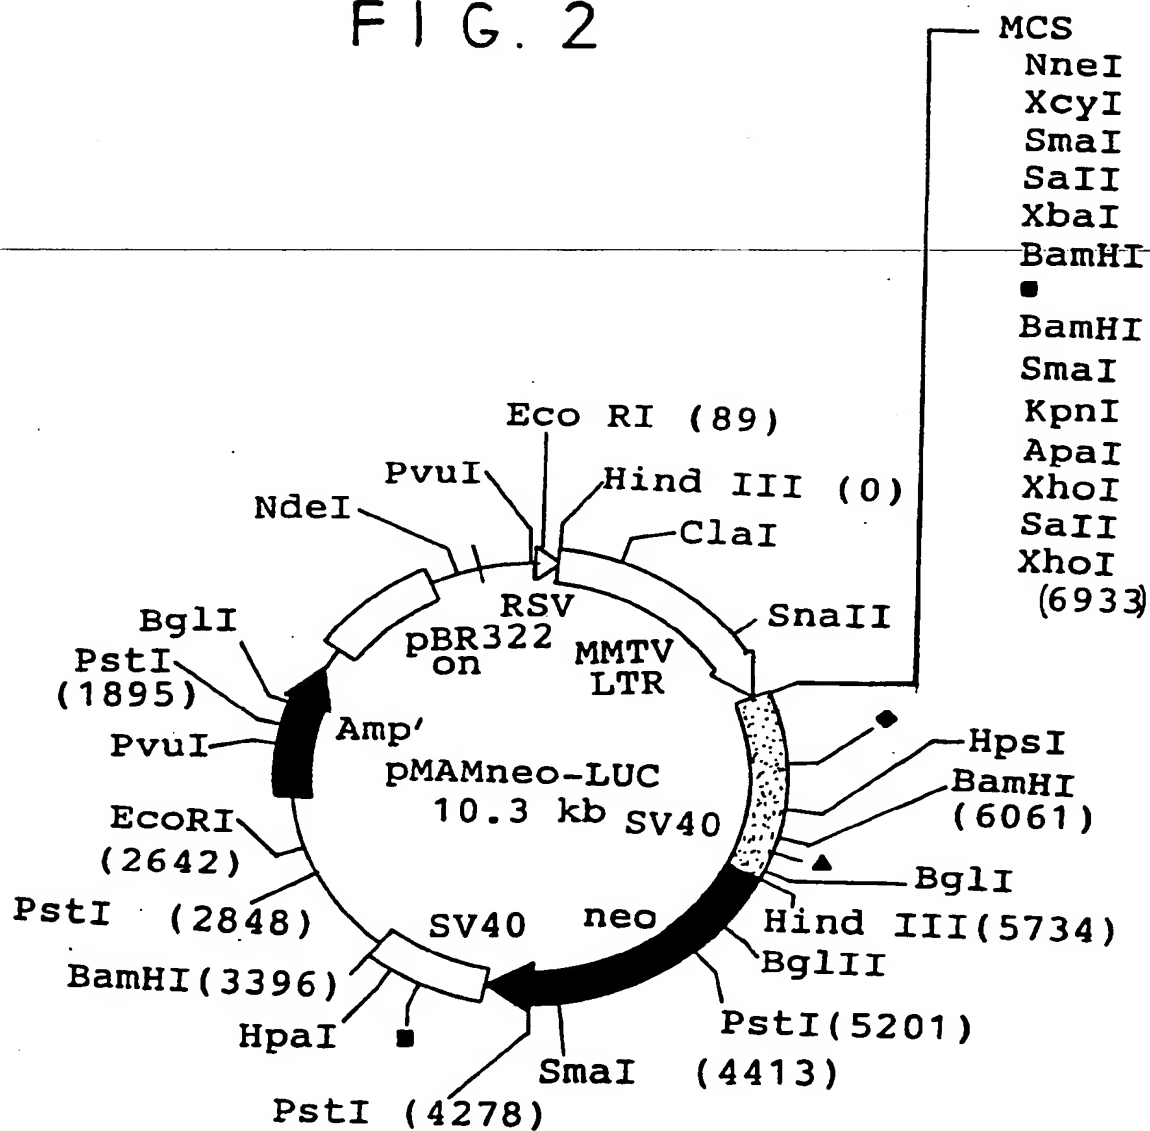 FIG. 2
MCS
NneI
XcyI
SmaI
SaII
XbaI
BamHI
BamHI
SmaI
KpnI
ApaI
XhoI
SaII
XhoI
(6933)
Eco RI (89)
PvuI
Hind III (0)
NdeI
ClaI
RSV
SnaII
BglI
pBR322
on
MMTV
LTR
PstI
(1895)
Amp'
PvuI
HpsI
pMAMneo-LUC
10.3 kb
BamHI
(6061)
SV40
EcoRI
(2642)
BglI
PstI (2848)
SV40
neo
Hind III(5734)
BglII
BamHI(3396)
HpaI
PstI(5201)
SmaI (4413)
PstI (4278)